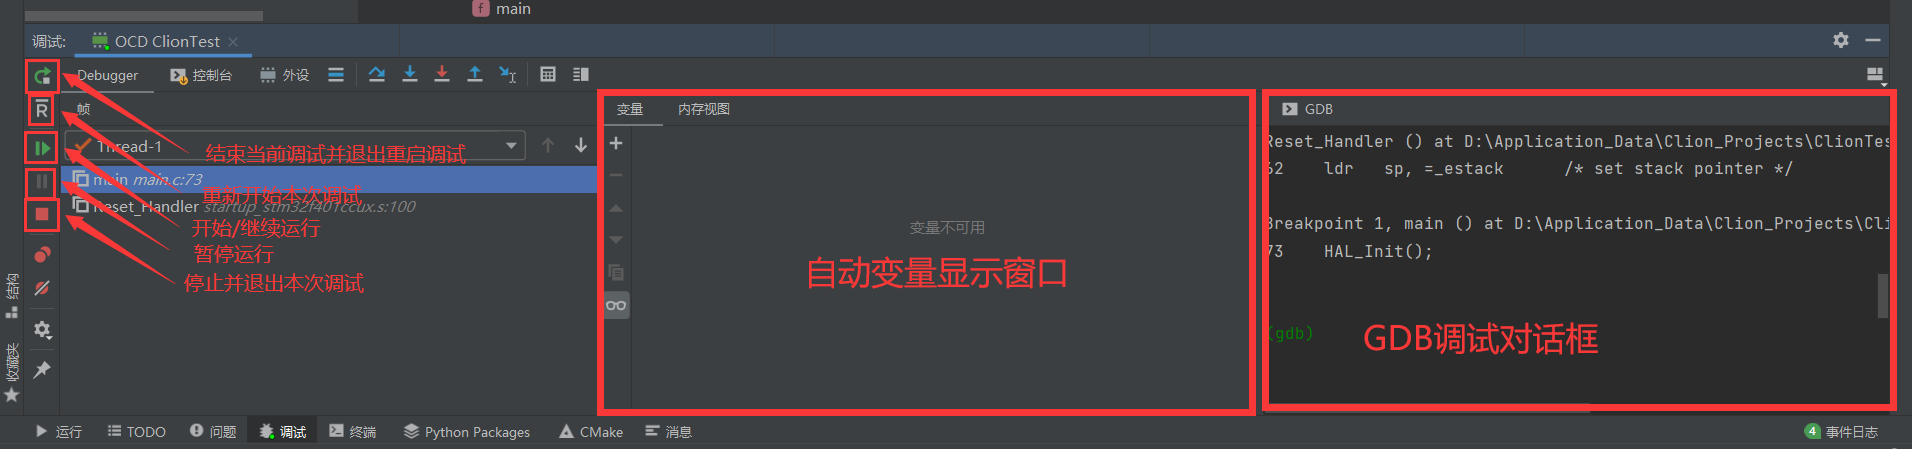 main
调试: OCD ClionTest
Debugger 控制台 外设
帧
变量 内存视图
GDB
Thread-1
结束当前调试并退出重启调试
main main.c:73
重新开始本次调试
Reset_Handler startup_stm32f401ccux.s:100
开始/继续运行
暂停运行
停止并退出本次调试
变量不可用
自动变量显示窗口
Reset_Handler () at D:\Application_Data\Clion_Projects\ClionTes
62 ldr sp, =_estack /* set stack pointer */
Breakpoint 1, main () at D:\Application_Data\Clion_Projects\Cli
73 HAL_Init();
(gdb)
GDB调试对话框
结构
收藏夹
运行 TODO 问题 调试 终端 Python Packages CMake 消息 4 事件日志